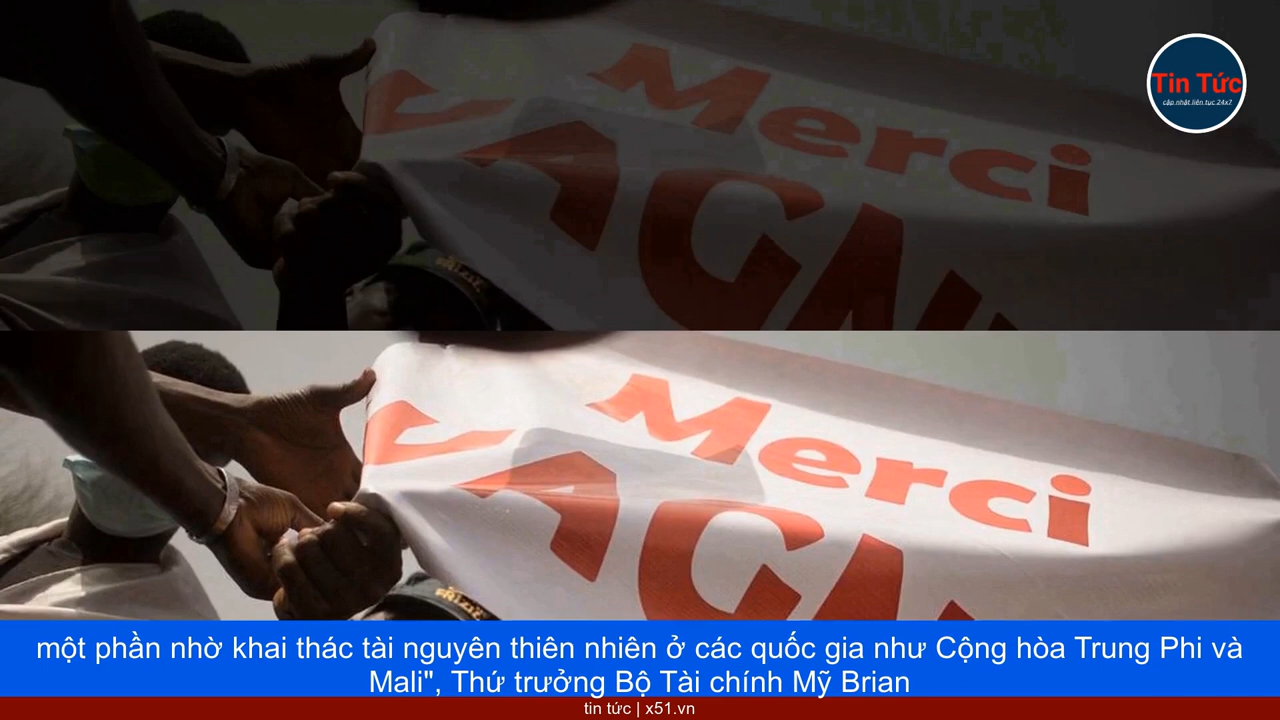 Tin Tức
cập nhật liên tục 24x7
Merci
Merci
một phần nhờ khai thác tài nguyên thiên nhiên ở các quốc gia như Cộng hòa Trung Phi và
Mali", Thứ trưởng Bộ Tài chính Mỹ Brian
tin tức | x51.vn